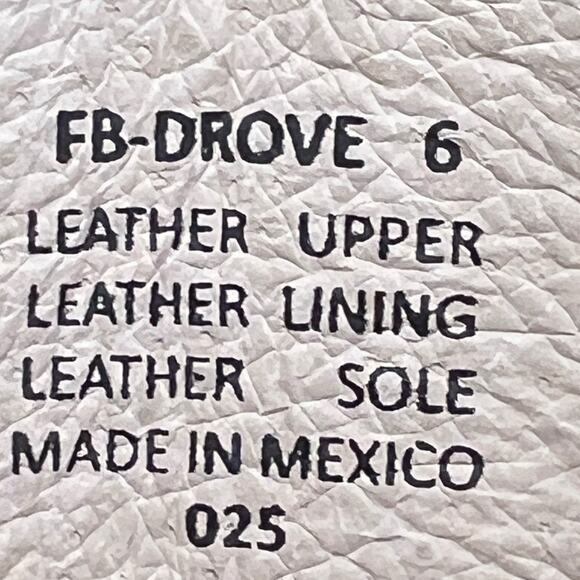 FB-DROVE 6
LEATHER UPPER
LEATHER LINING
LEATHER SOLE
MADE IN MEXICO
025